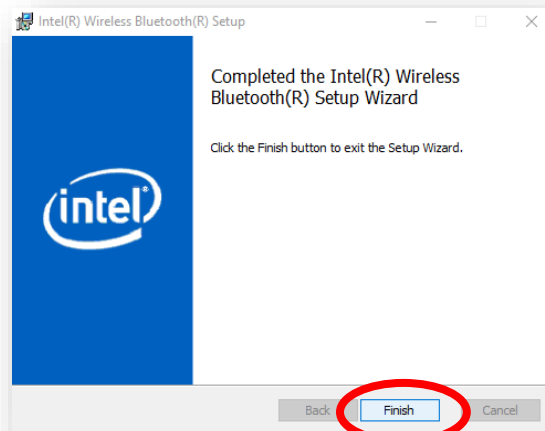 Intel(R) Wireless Bluetooth(R) Setup
Completed the Intel(R) Wireless
Bluetooth(R) Setup Wizard
Click the Finish button to exit the Setup Wizard.
intel
Back Finish Cancel